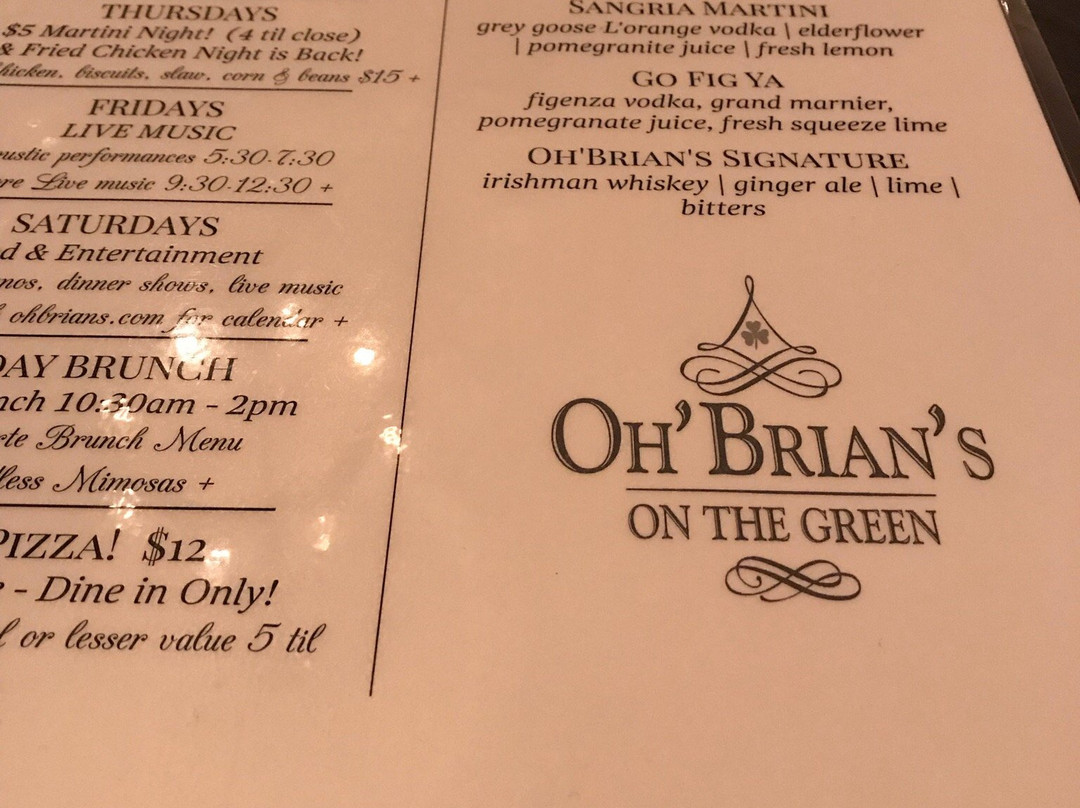 THURSDAYS
$5 Martini Night! (4 til close)
& Fried Chicken Night is Back!
chicken, biscuits, slaw, corn & beans $15 +
FRIDAYS
LIVE MUSIC
performances 5:30-7:30
Live music 9:30-12:30 +
SATURDAYS
& Entertainment
dinner shows, live music
ohbrians.com for calendar +
BRUNCH
10:30am - 2pm
Brunch Menu
Mimosas +
PIZZA! $12
- Dine in Only!
or lesser value 5 til
SANGRIA MARTINI
grey goose L'orange vodka | elderflower
| pomegranite juice | fresh lemon
GO FIG YA
figenza vodka, grand marnier,
pomegranate juice, fresh squeeze lime
OH'BRIAN'S SIGNATURE
irishman whiskey | ginger ale | lime |
bitters
OH'BRIAN'S
ON THE GREEN